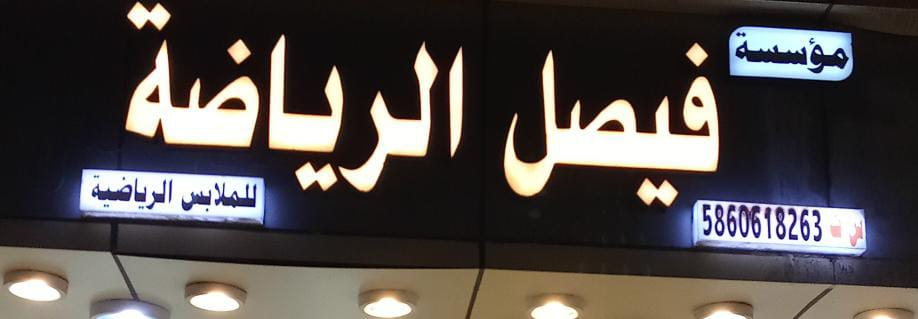 مؤسسة
فيصل الرياضة
للملابس الرياضية
س ت 5860618263